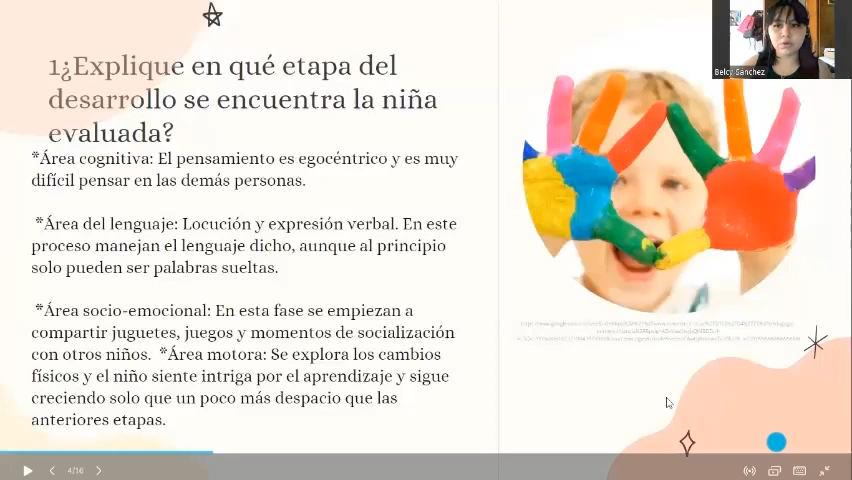 1¿Explique en qué etapa del
desarrollo se encuentra la niña
evaluada?
*Área cognitiva: El pensamiento es egocéntrico y es muy
difícil pensar en las demás personas.
*Área del lenguaje: Locución y expresión verbal. En este
proceso manejan el lenguaje dicho, aunque al principio
solo pueden ser palabras sueltas.
*Área socio-emocional: En esta fase se empiezan a
compartir juguetes, juegos y momentos de socialización
con otros niños. *Área motora: Se explora los cambios
físicos y el niño siente intriga por el aprendizaje y sigue
creciendo solo que un poco más despacio que las
anteriores etapas.
Belcy Sánchez
4/16